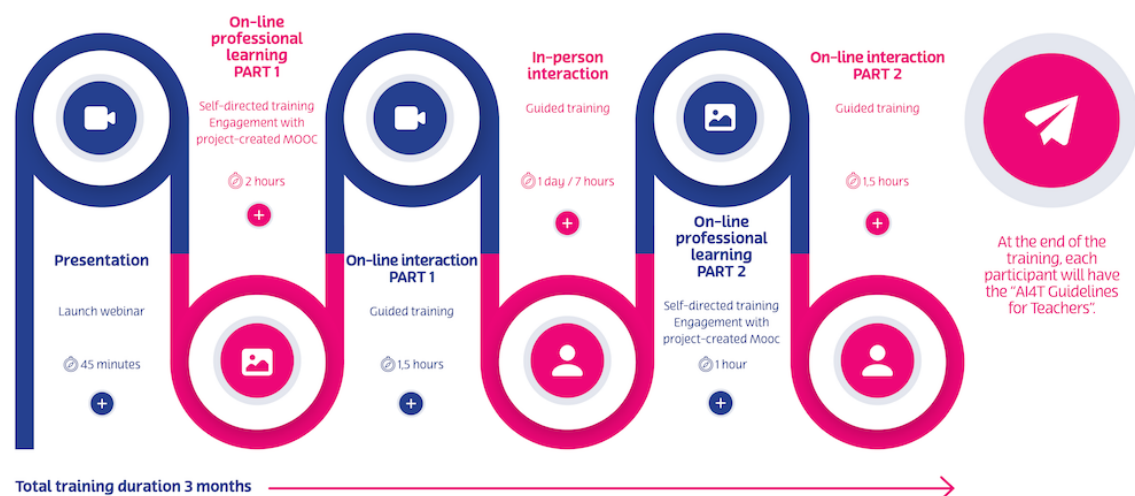 On-line
professional
learning
PART 1
Self-directed training
Engagement with
project-created MOOC
2 hours
In-person
interaction
Guided training
1 day / 7 hours
On-line interaction
PART 2
Guided training
1,5 hours
Presentation
Launch webinar
45 minutes
On-line interaction
PART 1
Guided training
1,5 hours
On-line
professional
learning
PART 2
Self-directed training
Engagement with
project-created Mooc
1 hour
At the end of the
training, each
participant will have
the “AI4T Guidelines
for Teachers”.
Total training duration 3 months